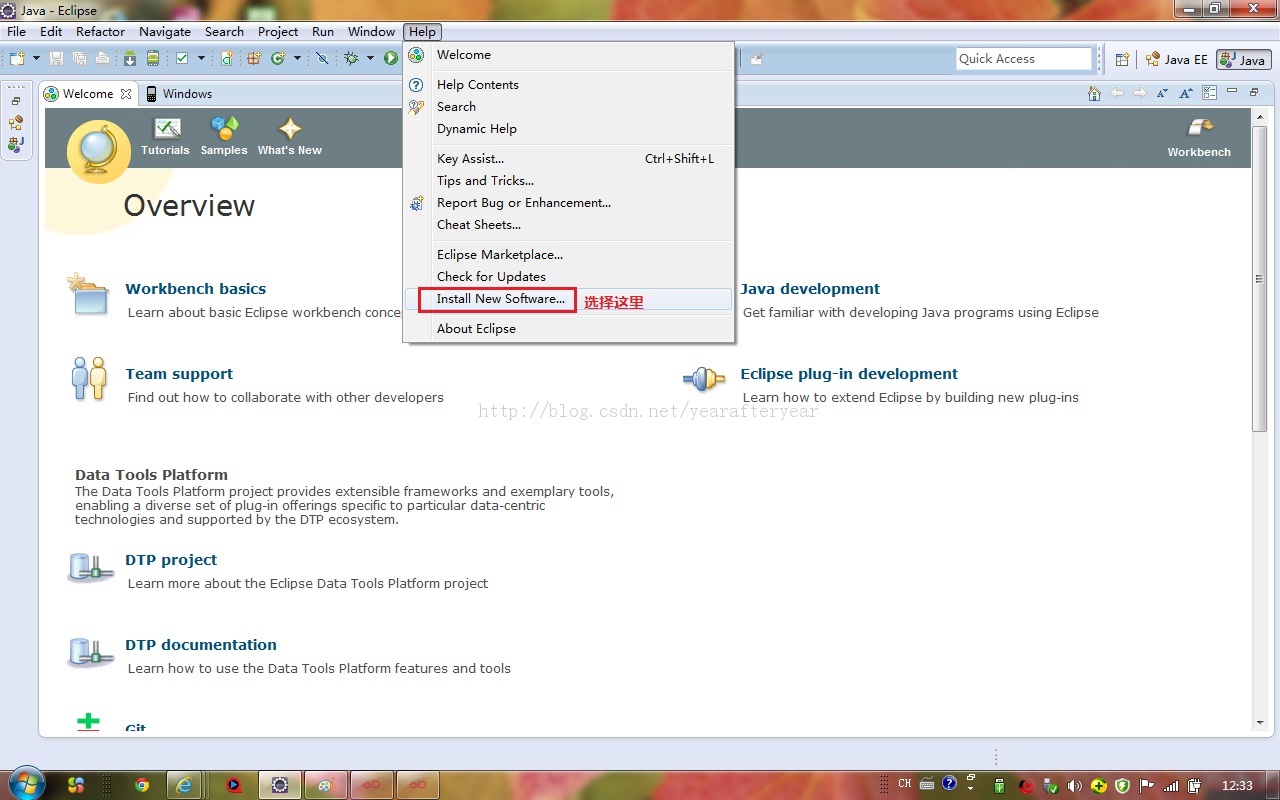 Java - Eclipse
File Edit Refactor Navigate Search Project Run Window Help
Quick Access
Java EE
Java
Welcome
Windows
Welcome
Help Contents
Search
Dynamic Help
Key Assist... Ctrl+Shift+L
Tips and Tricks...
Report Bug or Enhancement...
Cheat Sheets...
Eclipse Marketplace...
Check for Updates
Install New Software... 选择这里
About Eclipse
Tutorials Samples What's New
Workbench
Overview
Workbench basics
Learn about basic Eclipse workbench
Java development
Get familiar with developing Java programs using Eclipse
Team support
Find out how to collaborate with other developers
Eclipse plug-in development
Learn how to extend Eclipse by building new plug-ins
http://blog.csdn.net/yearafteryear
Data Tools Platform
The Data Tools Platform project provides extensible frameworks and exemplary tools,
enabling a diverse set of plug-in offerings specific to particular data-centric
technologies and supported by the DTP ecosystem.
DTP project
Learn more about the Eclipse Data Tools Platform project
DTP documentation
Learn how to use the Data Tools Platform features and tools
Git
CH
12:33